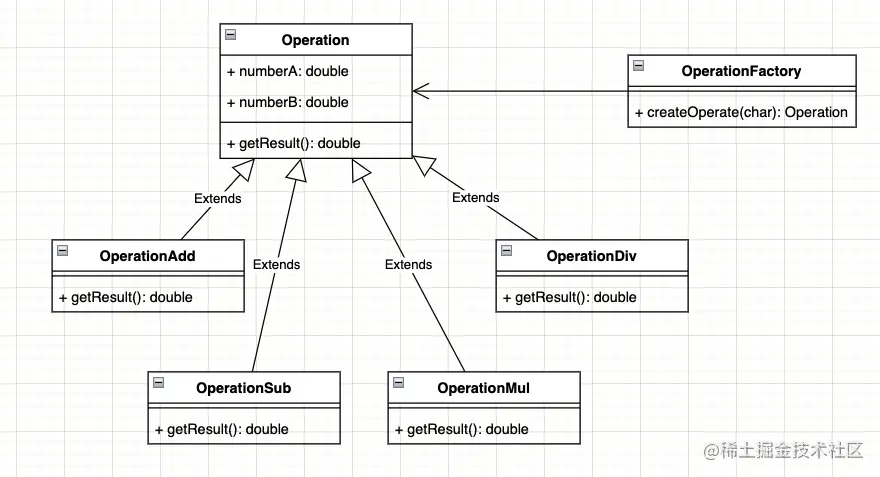 Operation
+ numberA: double
+ numberB: double
+ getResult(): double
OperationFactory
+ createOperate(char): Operation
Extends
Extends
Extends
Extends
OperationAdd
+ getResult(): double
OperationDiv
+ getResult(): double
OperationSub
+ getResult(): double
OperationMul
+ getResult(): double
@稀土掘金技术社区